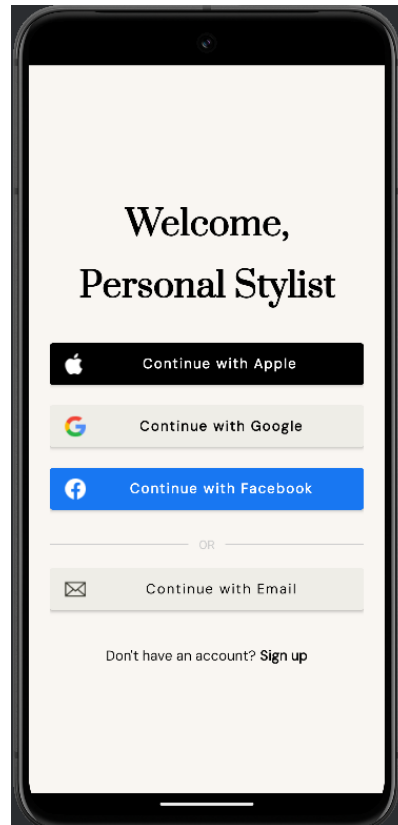 Welcome,
Personal Stylist
Continue with Apple
Continue with Google
Continue with Facebook
OR
Continue with Email
Don't have an account? Sign up